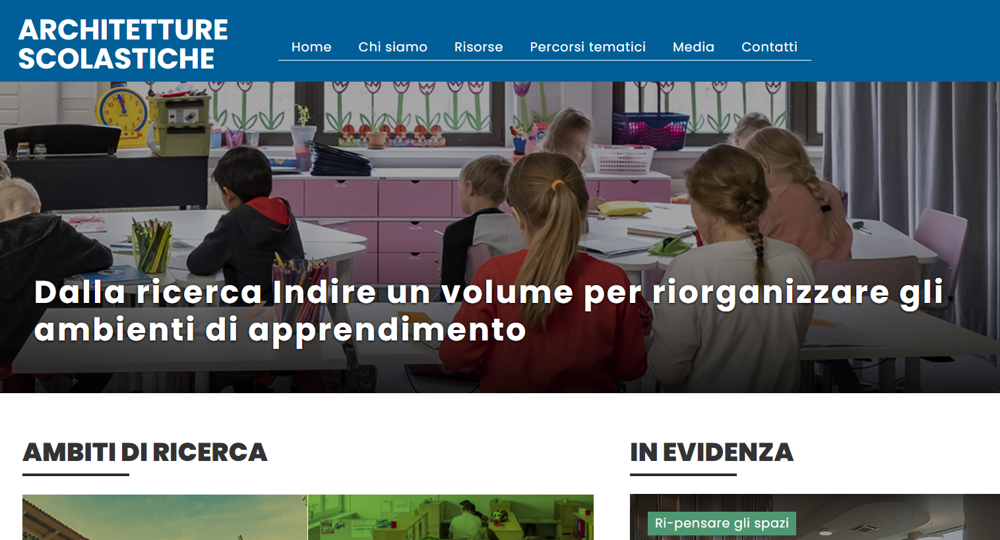 ARCHITETTURE
SCOLASTICHE
Home
Chi siamo
Risorse
Percorsi tematici
Media
Contatti
Dalla ricerca Indire un volume per riorganizzare gli
ambienti di apprendimento
AMBITI DI RICERCA
IN EVIDENZA
Ri-pensare gli spazi